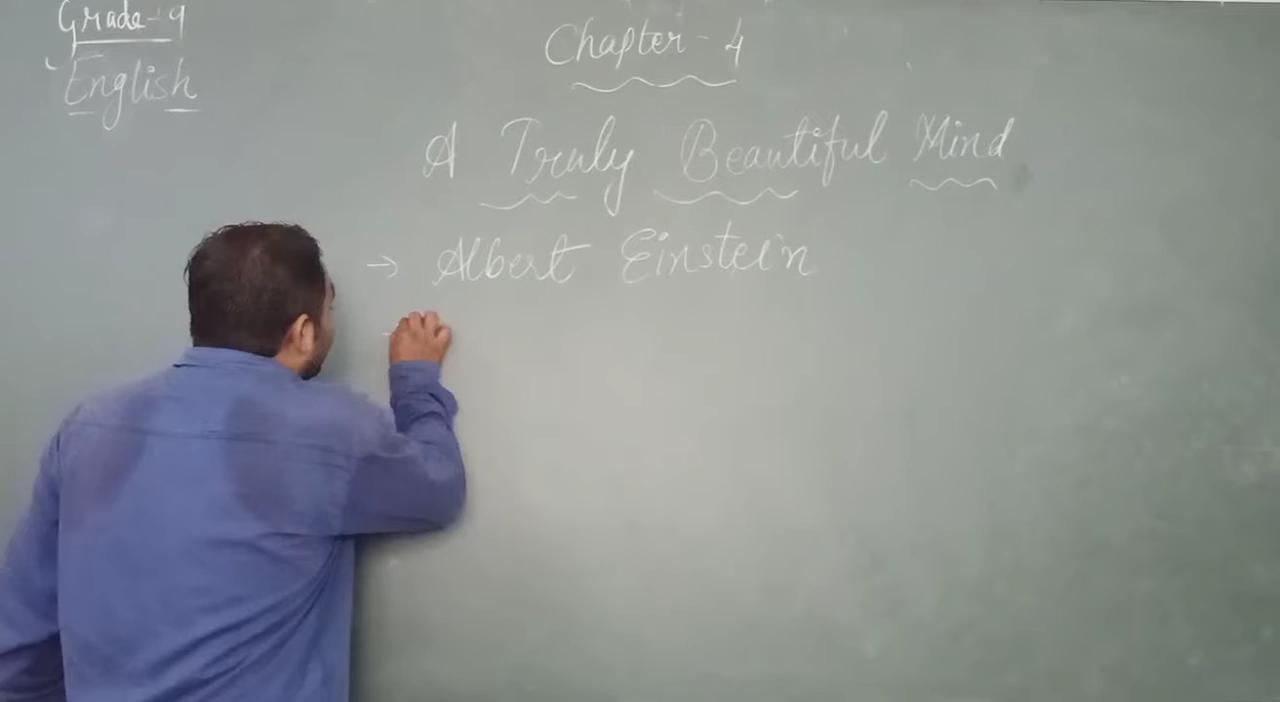 Grade-9
English
Chapter-4
A Truly Beautiful Mind
→ Albert Einstein